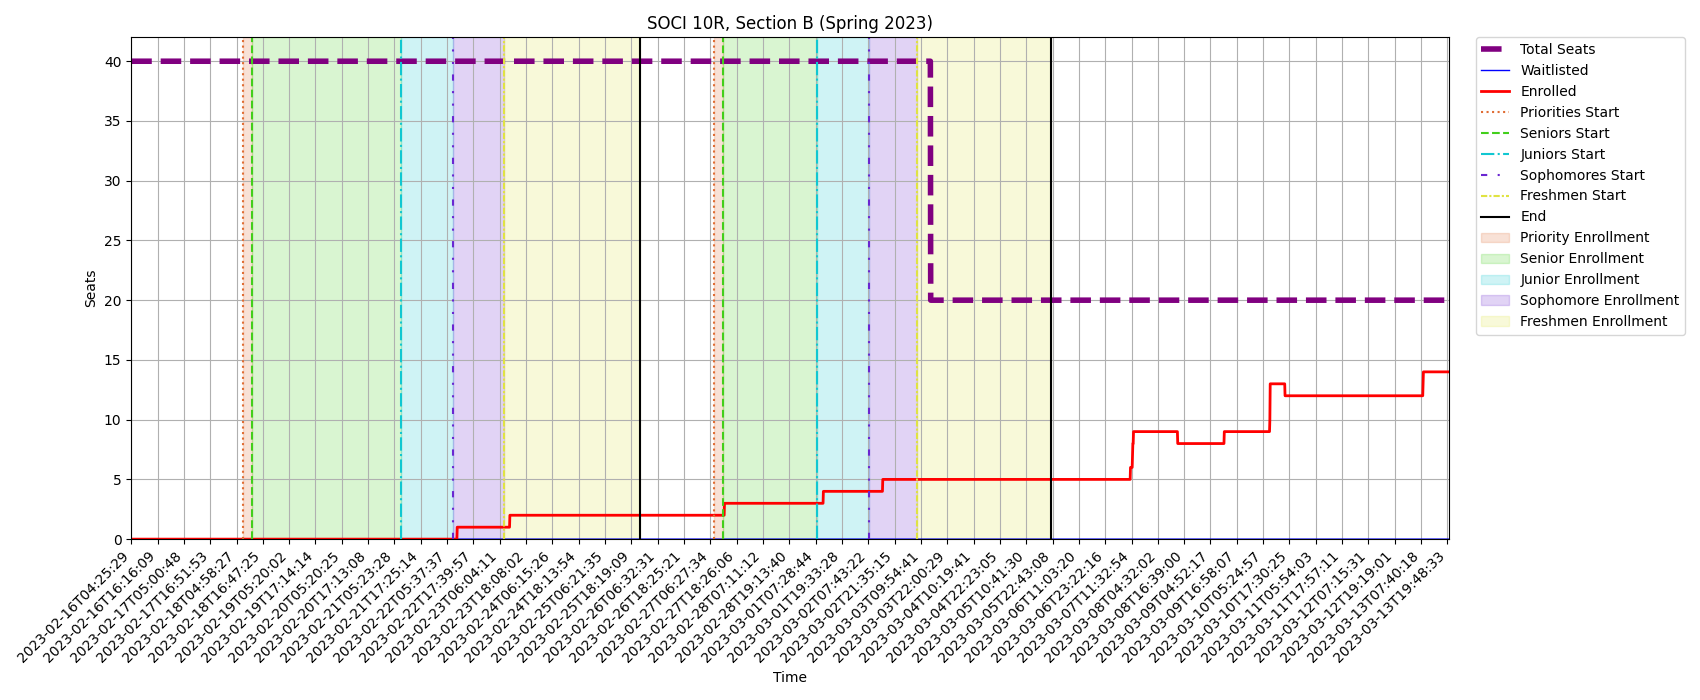 SOCI 10R, Section B (Spring 2023)
Seats
40
35
30
25
20
15
10
5
0
2023-02-16T04:25:29
2023-02-16T16:16:09
2023-02-17T05:00:48
2023-02-17T16:51:53
2023-02-18T04:58:27
2023-02-18T16:47:25
2023-02-19T05:20:02
2023-02-19T17:14:14
2023-02-20T05:20:25
2023-02-20T17:13:08
2023-02-21T05:23:28
2023-02-21T17:25:14
2023-02-22T05:37:37
2023-02-22T17:39:57
2023-02-23T06:04:11
2023-02-23T18:08:02
2023-02-24T06:15:26
2023-02-24T18:13:54
2023-02-25T06:21:35
2023-02-25T18:19:09
2023-02-26T06:32:31
2023-02-26T18:25:21
2023-02-27T06:27:34
2023-02-27T18:26:06
2023-02-28T07:11:12
2023-02-28T19:13:40
2023-03-01T07:28:44
2023-03-01T19:33:28
2023-03-02T07:43:22
2023-03-02T21:35:15
2023-03-03T09:54:41
2023-03-03T22:00:29
2023-03-04T10:19:41
2023-03-04T22:23:05
2023-03-05T10:41:30
2023-03-05T22:43:08
2023-03-06T11:03:20
2023-03-06T23:22:16
2023-03-07T11:32:54
2023-03-08T04:32:02
2023-03-08T16:39:00
2023-03-09T04:52:17
2023-03-09T16:58:07
2023-03-10T05:24:57
2023-03-10T17:30:25
2023-03-11T05:54:03
2023-03-11T17:57:11
2023-03-12T07:15:31
2023-03-12T19:19:01
2023-03-13T07:40:18
2023-03-13T19:48:33
Time
Total Seats
Waitlisted
Enrolled
Priorities Start
Seniors Start
Juniors Start
Sophomores Start
Freshmen Start
End
Priority Enrollment
Senior Enrollment
Junior Enrollment
Sophomore Enrollment
Freshmen Enrollment